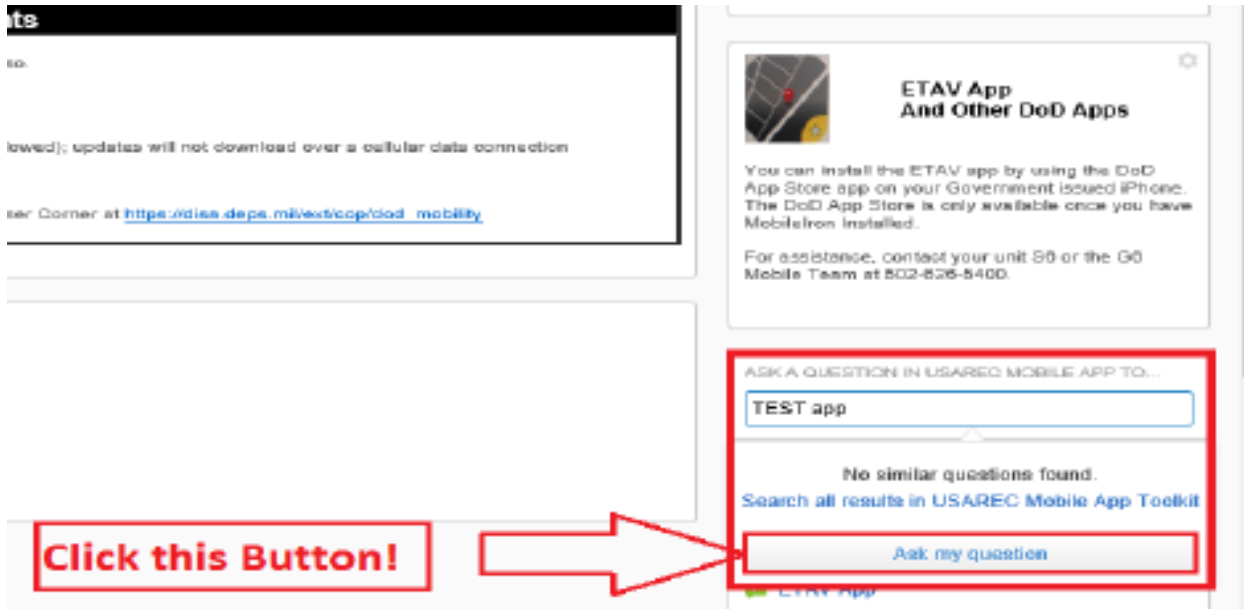 nts
no.
lowed); updates will not download over a cellular data connection
ser Corner at https://disa.deps.mil/ext/cop/dod_mobility
ETAV App
And Other DoD Apps
You can install the ETAV app by using the DoD
App Store app on your Government issued iPhone.
The DoD App Store is only available once you have
MobileIron Installed.
For assistance, contact your unit S6 or the G6
Mobile Team at 502-626-5400.
ASK A QUESTION IN USAREC MOBILE APP TO...
TEST app
No similar questions found.
Search all results in USAREC Mobile App Toolkit
Ask my question
Click this Button!
ETAV App